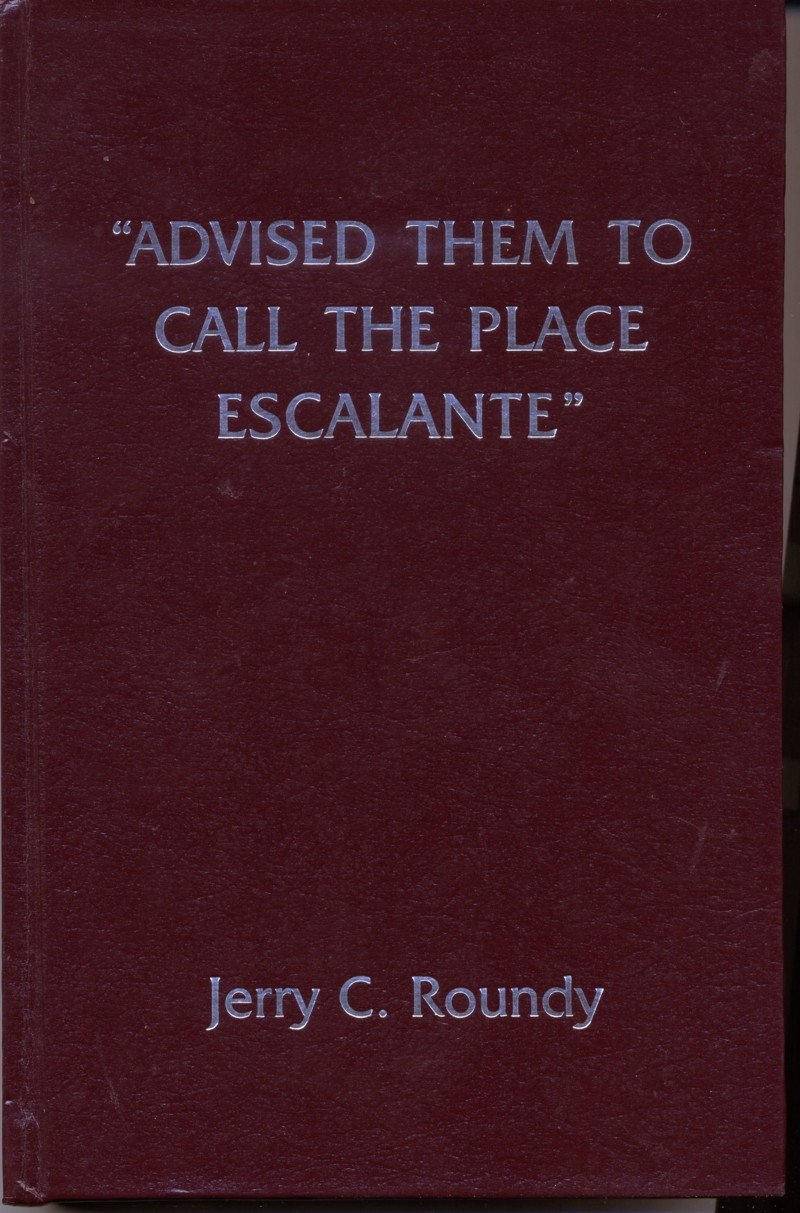 “ADVISED THEM TO
CALL THE PLACE
ESCALANTE”
Jerry C. Roundy